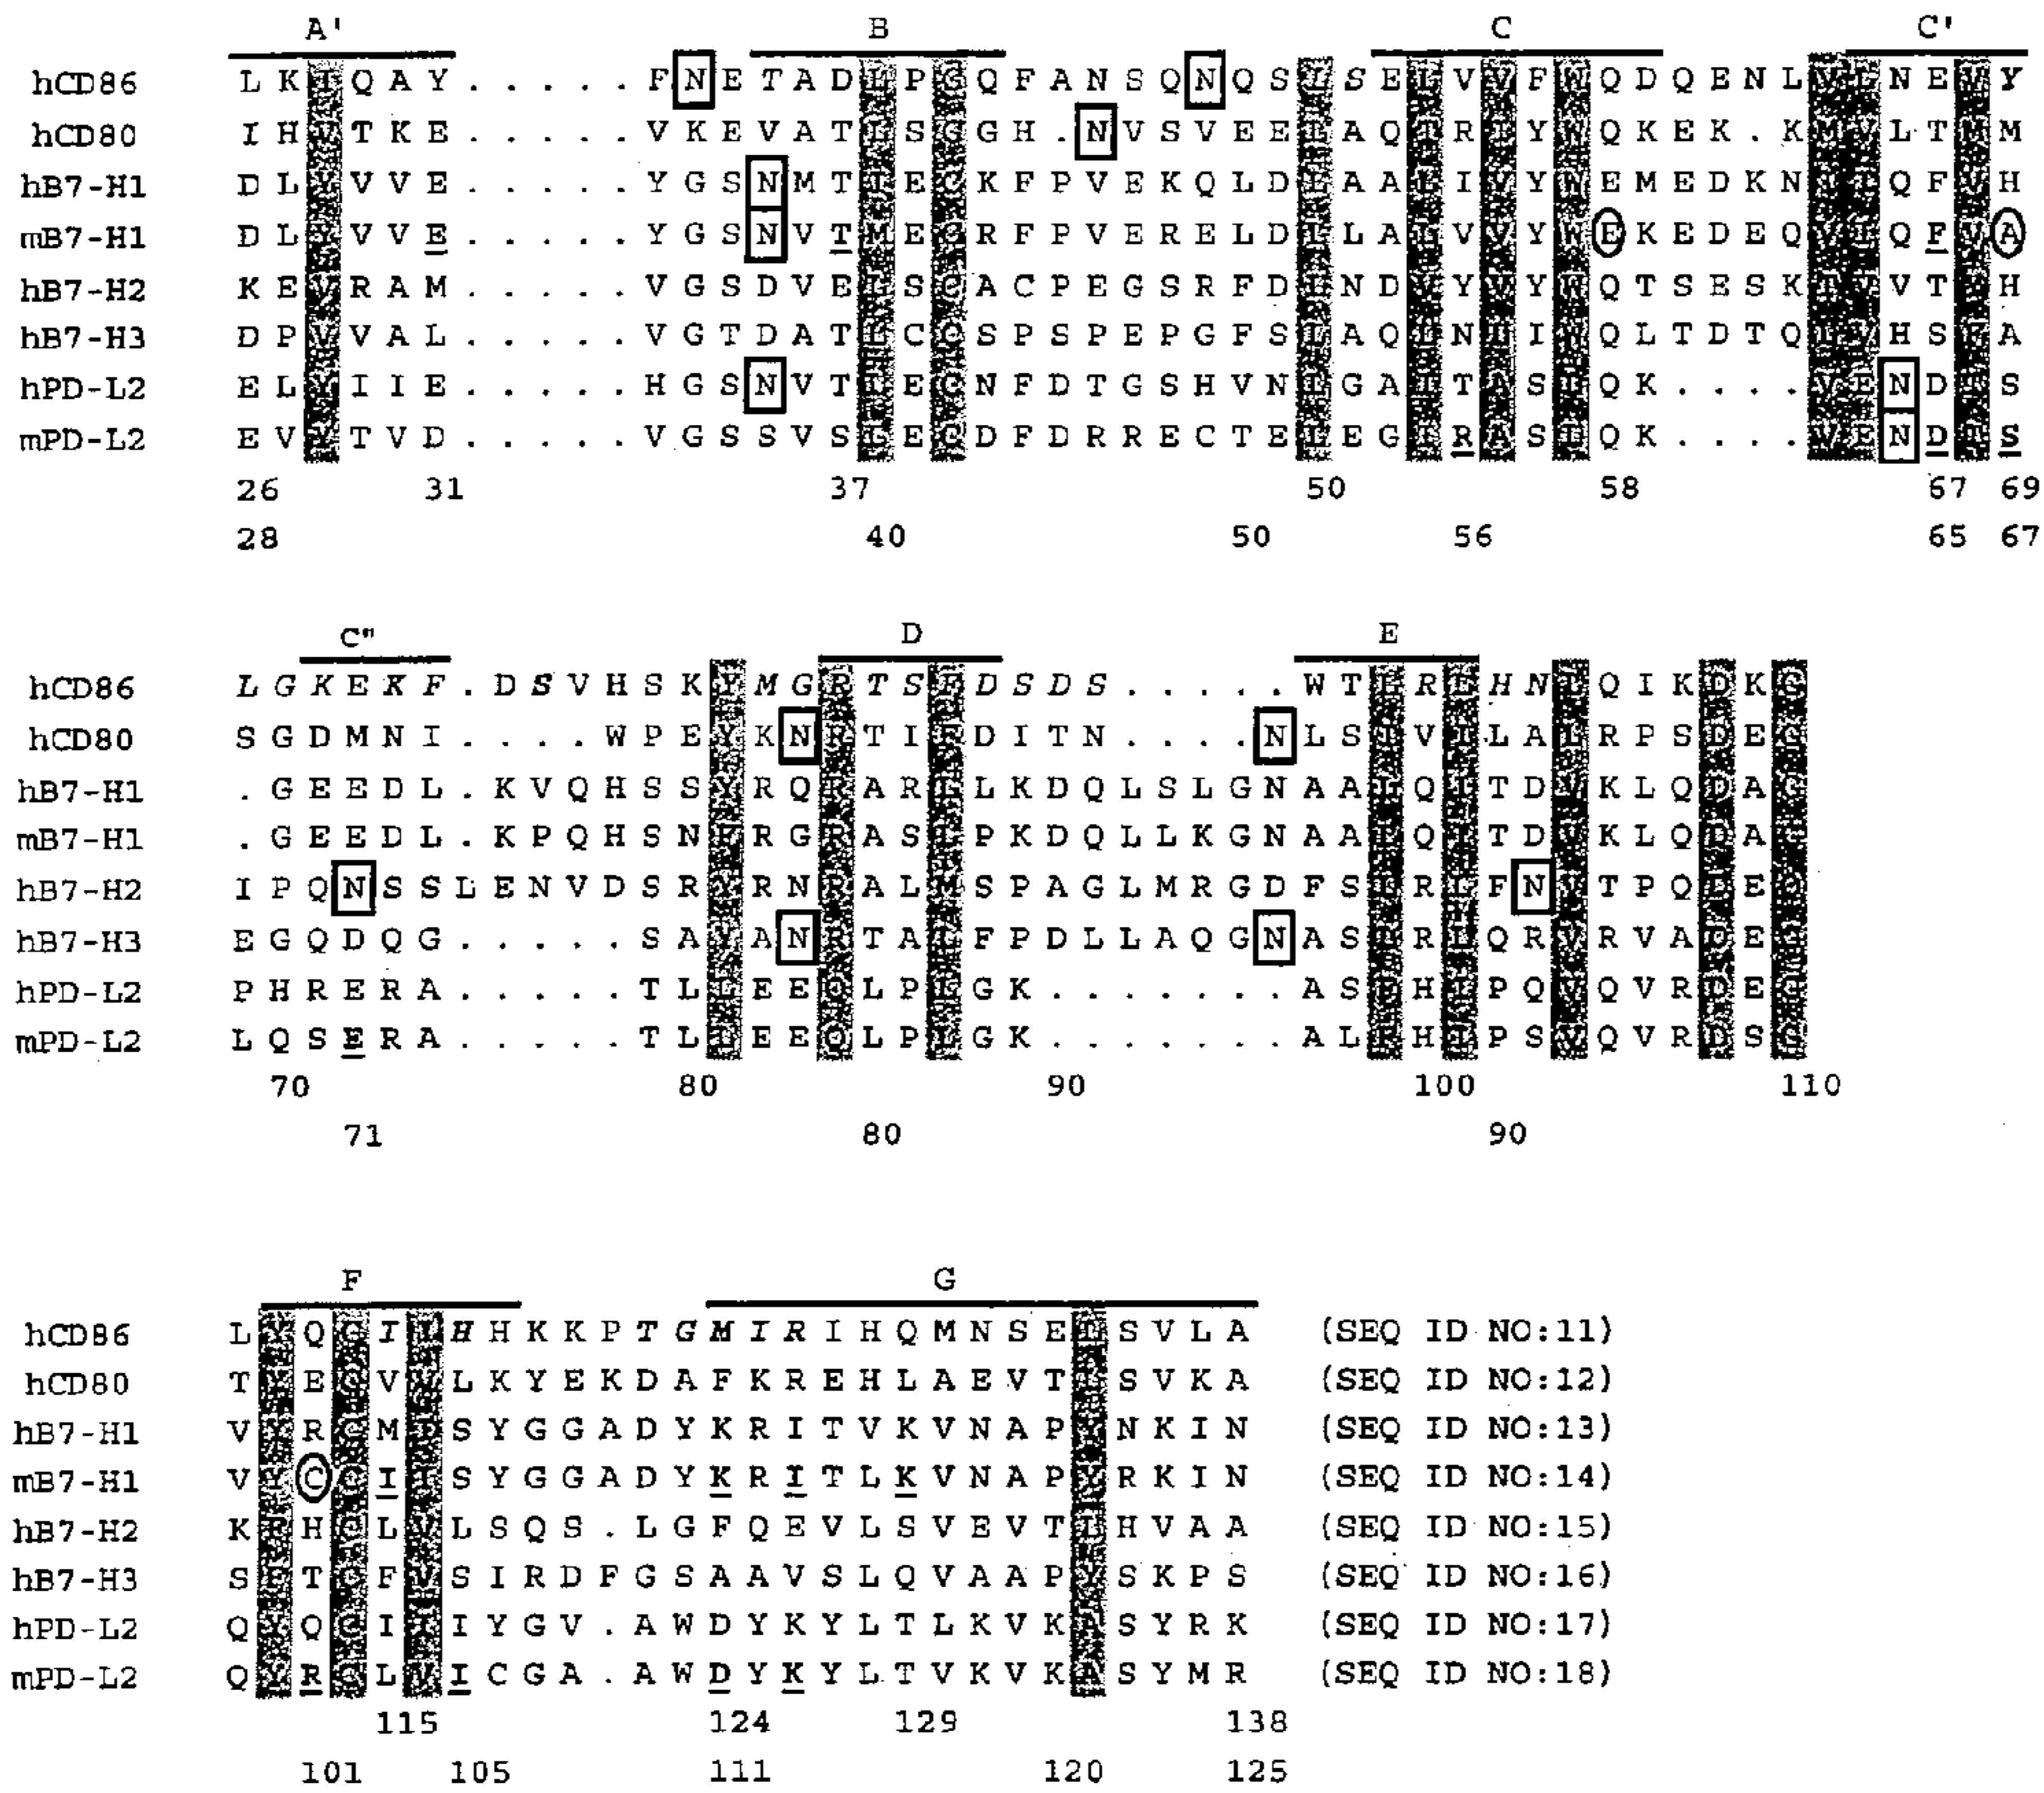 A' B C C'
hCD86 L K T Q A Y . . . . . F N E T A D L P C Q F A N S Q N Q S L S E L V V F W Q D Q E N L V L N E V Y
hCD80 I H V T K E . . . . . V K E V A T L S C G H . N V S V E E L A Q T R I Y W Q K E K . K M V L T M M
hB7-H1 D L Y V V E . . . . . Y G S N M T I E C K F P V E K Q L D L A A L I V Y W E M E D K N I I Q F V H
mB7-H1 D L Y V V E . . . . . Y G S N V T M E C R F P V E R E L D L L A L V V Y W E K E D E Q V I Q F V A
hB7-H2 K E V R A M . . . . . V G S D V E L S C A C P E G S R F D L N D V Y V Y W Q T S E S K T V V T Y H
hB7-H3 D P V V A L . . . . . V G T D A T L C C S P S P E P G F S L A Q L N L I W Q L T D T Q L V H S F A
hPD-L2 E L Y I I E . . . . . H G S N V T L E C N F D T G S H V N L G A I T A S L Q K . . . . V E N D T S
mPD-L2 E V Y T V D . . . . . V G S S V S L E C D F D R R E C T E L E G I R A S L Q K . . . . V E N D T S
26 31 37 50 58 67 69
28 40 50 56 65 67
C" D E
hCD86 L G K E K F . D S V H S K Y M G R T S F D S D S . . . . . W T L R L H N L Q I K D K G
hCD80 S G D M N I . . . . W P E Y K N R T I F D I T N . . . . N L S I V I L A L R P S D E G
hB7-H1 . G E E D L . K V Q H S S Y R Q R A R L L K D Q L S L G N A A L Q I T D V K L Q D A G
mB7-H1 . G E E D L . K P Q H S N F R G R A S L P K D Q L L K G N A A L Q I T D V K L Q D A G
hB7-H2 I P Q N S S L E N V D S R Y R N R A L M S P A G L M R G D F S L R L F N V T P Q D E Q
hB7-H3 E G Q D Q G . . . . . S A Y A N R T A L F P D L L A Q G N A S L R L Q R V R V A D E G
hPD-L2 P H R E R A . . . . . T L L E E Q L P L G K . . . . . . . A S F H I P Q V Q V R D E G
mPD-L2 L Q S E R A . . . . . T L L E E Q L P L G K . . . . . . . A L F H I P S V Q V R D S G
70 80 90 100 110
71 80 90
F G
hCD86 L Y Q C I I H H K K P T G M I R I H Q M N S E L S V L A (SEQ ID NO:11)
hCD80 T Y E C V V L K Y E K D A F K R E H L A E V T L S V K A (SEQ ID NO:12)
hB7-H1 V Y R C M I S Y G G A D Y K R I T V K V N A P Y N K I N (SEQ ID NO:13)
mB7-H1 V Y C C I I S Y G G A D Y K R I T L K V N A P Y R K I N (SEQ ID NO:14)
hB7-H2 K F H C L V L S Q S . L G F Q E V L S V E V T L H V A A (SEQ ID NO:15)
hB7-H3 S F T C F V S I R D F G S A A V S L Q V A A P Y S K P S (SEQ ID NO:16)
hPD-L2 Q Y Q C I I I Y G V . A W D Y K Y L T L K V K A S Y R K (SEQ ID NO:17)
mPD-L2 Q Y R C L V I C G A . A W D Y K Y L T V K V K A S Y M R (SEQ ID NO:18)
115 124 129 138
101 105 111 120 125